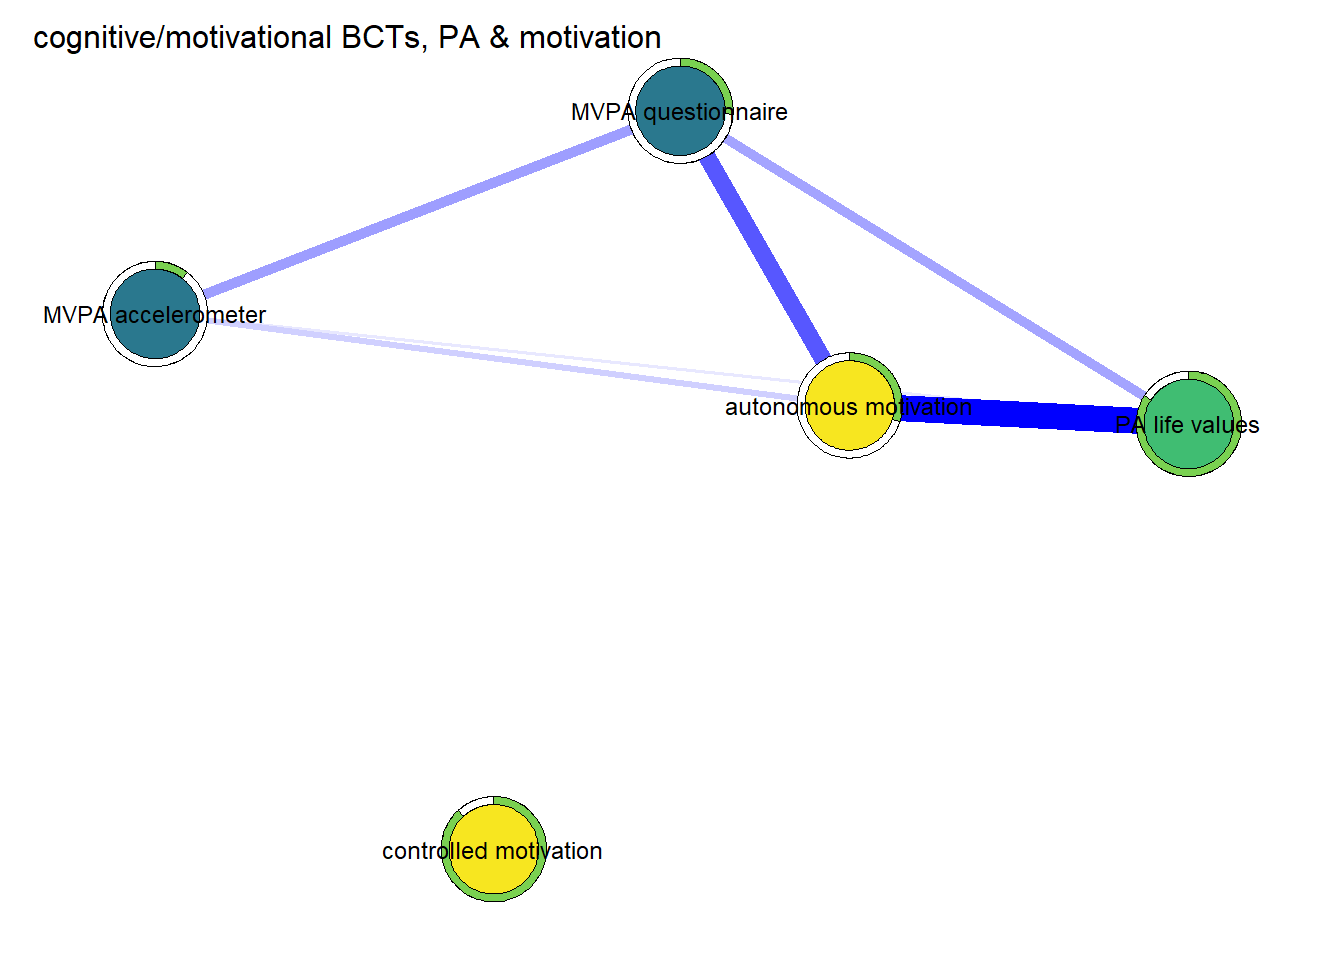 cognitive/motivational BCTs, PA & motivation
MVPA questionnaire
MVPA accelerometer
autonomous motivation
PA life values
controlled motivation